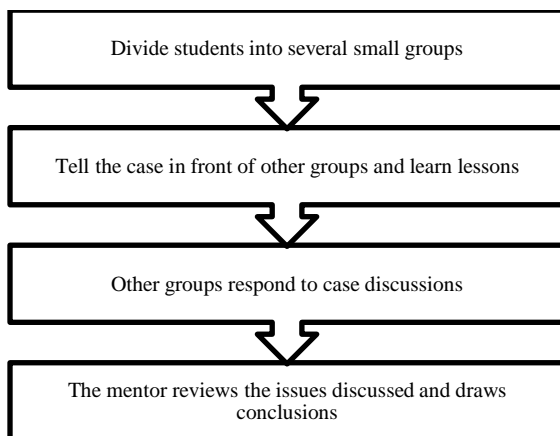 Divide students into several small groups
Tell the case in front of other groups and learn lessons
Other groups respond to case discussions
The mentor reviews the issues discussed and draws
conclusions